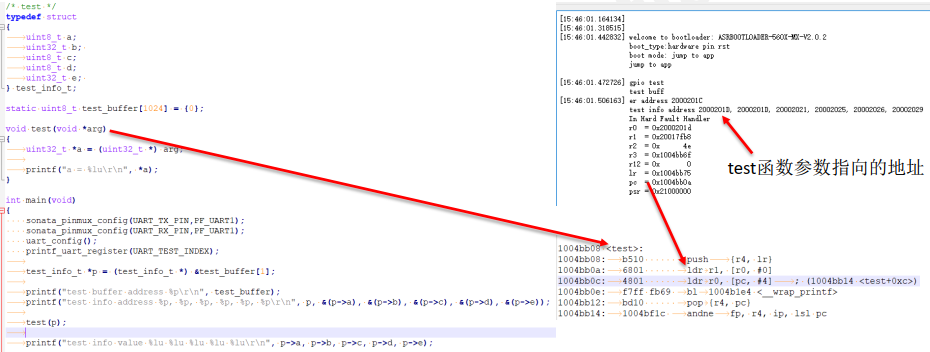 /* test */
typedef struct
{
uint8_t a;
uint32_t b;
uint8_t c;
uint8_t d;
uint32_t e;
} test_info_t;
static uint8_t test_buffer[1024] = {0};
void test(void *arg)
{
uint32_t *a = (uint32_t *) arg;
printf("a = %lu\r\n", *a);
}
int main(void)
{
sonata_pinmux_config(UART_TX_PIN,PF_UART1);
sonata_pinmux_config(UART_RX_PIN,PF_UART1);
uart_config();
printf_uart_register(UART_TEST_INDEX);
test_info_t *p = (test_info_t *) &test_buffer[1];
printf("test buffer address %p\r\n", test_buffer);
printf("test info address %p, %p, %p, %p, %p, %p\r\n", p, &(p->a), &(p->b), &(p->c), &(p->d), &(p->e));
test(p);
printf("test info value %lu %lu %lu %lu %lu\r\n", p->a, p->b, p->c, p->d, p->e);
[15:46:01.164134]
[15:46:01.318515]
[15:46:01.442832] welcome to bootloader: ASRBOOTLOADER-560X-MX-V2.0.2
boot_type:hardware pin rst
boot mode: jump to app
jump to app
[15:46:01.472726] gpio test
test buff
[15:46:01.506163] er address 2000201C
test info address 2000201D, 2000201D, 20002021, 20002025, 20002026, 20002029
In Hard Fault Handler
r0 = 0x2000201d
r1 = 0x20017fb8
r2 = 0x 4e
r3 = 0x1004bb6f
r12 = 0x 0
lr = 0x1004bb75
pc = 0x1004bb0a
psr = 0x21000000
test函数参数指向的地址
1004bb08 <test>:
1004bb08: b510 push {r4, lr}
1004bb0a: 6801 ldr r1, [r0, #0]
1004bb0c: 4801 ldr r0, [pc, #4] ; (1004bb14 <test+0xc>)
1004bb0e: f7ff fb69 bl 1004b1e4 <__wrap_printf>
1004bb12: bd10 pop {r4, pc}
1004bb14: 1004bf1c andne fp, r4, ip, lsl pc